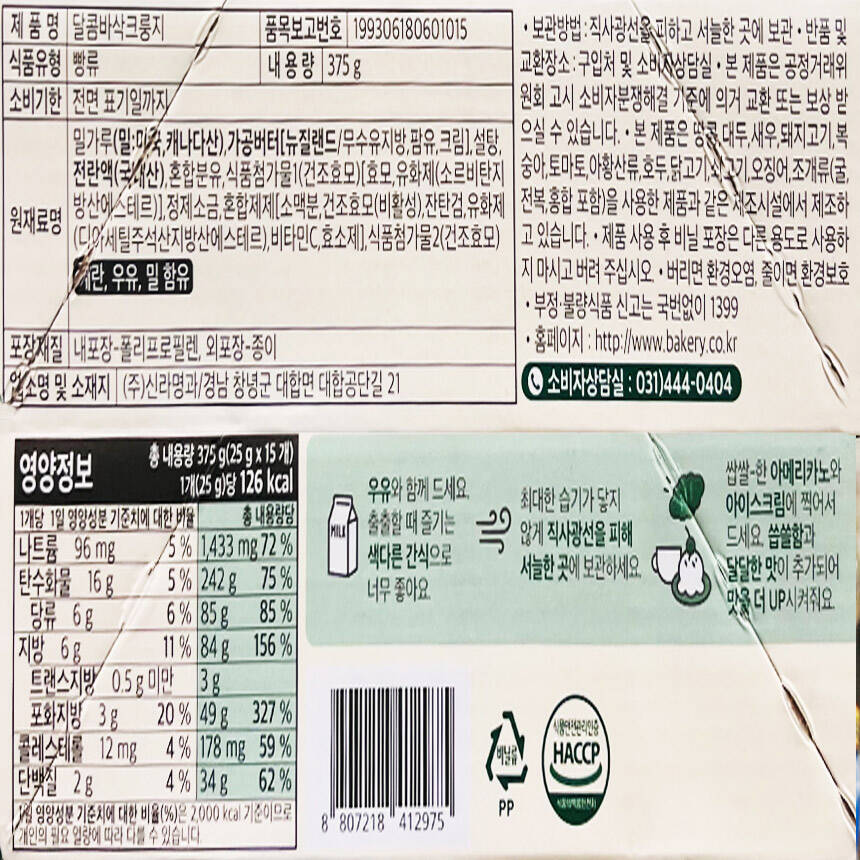 제 품 명 달콤바삭크룽지 품목보고번호 199306180601015
식품유형 빵류 내 용 량 375 g
소비기한 전면 표기일까지
원재료명
밀가루(밀:미국,캐나다산),가공버터[뉴질랜드/무수유지방,팜유,크림],설탕,
전란액(국내산),혼합분유,식품첨가물1(건조효모)[효모,유화제(소르비탄지
방산에스테르)],정제소금,혼합제제[소맥분,건조효모(비활성),잔탄검,유화제
(디아세틸주석산지방산에스테르),비타민C,효소제],식품첨가물2(건조효모)
계란, 우유, 밀 함유
포장재질 내포장-폴리프로필렌, 외포장-종이
업소명 및 소재지 (주)신라명과/경남 창녕군 대합면 대합공단길 21
• 보관방법 : 직사광선을 피하고 서늘한 곳에 보관 • 반품 및
교환장소 : 구입처 및 소비자상담실 • 본 제품은 공정거래위
원회 고시 소비자분쟁해결 기준에 의거 교환 또는 보상 받
으실 수 있습니다. • 본 제품은 땅콩,대두,새우,돼지고기,복
숭아,토마토,아황산류,호두,닭고기,쇠고기,오징어,조개류(굴,
전복,홍합 포함)을 사용한 제품과 같은 제조시설에서 제조하
고 있습니다. • 제품 사용 후 비닐 포장은 다른 용도로 사용하
지 마시고 버려 주십시오 • 버리면 환경오염, 줄이면 환경보호
• 부정·불량식품 신고는 국번없이 1399
• 홈페이지 : http://www.bakery.co.kr
소비자상담실 : 031)444-0404
영양정보
총 내용량 375 g(25 g x 15 개)
1개(25 g)당 126 kcal
1개당 1일 영양성분 기준치에 대한 비율 총 내용량당
나트륨 96 mg 5 % 1,433 mg 72 %
탄수화물 16 g 5 % 242 g 75 %
당류 6 g 6 % 85 g 85 %
지방 6 g 11 % 84 g 156 %
트랜스지방 0.5 g 미만 3 g
포화지방 3 g 20 % 49 g 327 %
콜레스테롤 12 mg 4 % 178 mg 59 %
단백질 2 g 4 % 34 g 62 %
1일 영양성분 기준치에 대한 비율(%)은 2,000 kcal 기준이므로
개인의 필요 열량에 따라 다를 수 있습니다.
MILK
우유와 함께 드세요.
출출할 때 즐기는
색다른 간식으로
너무 좋아요
최대한 습기가 닿지
않게 직사광선을 피해
서늘한 곳에 보관하세요.
쌉쌀-환 아메리카노와
아이스크림에 찍어서
드세요. 씁쓸함과
달달한 맛이 추가되어
맛을 더 UP시켜줘요.
8 807218 412975
비닐류
PP
식품안전관리인증
HACCP